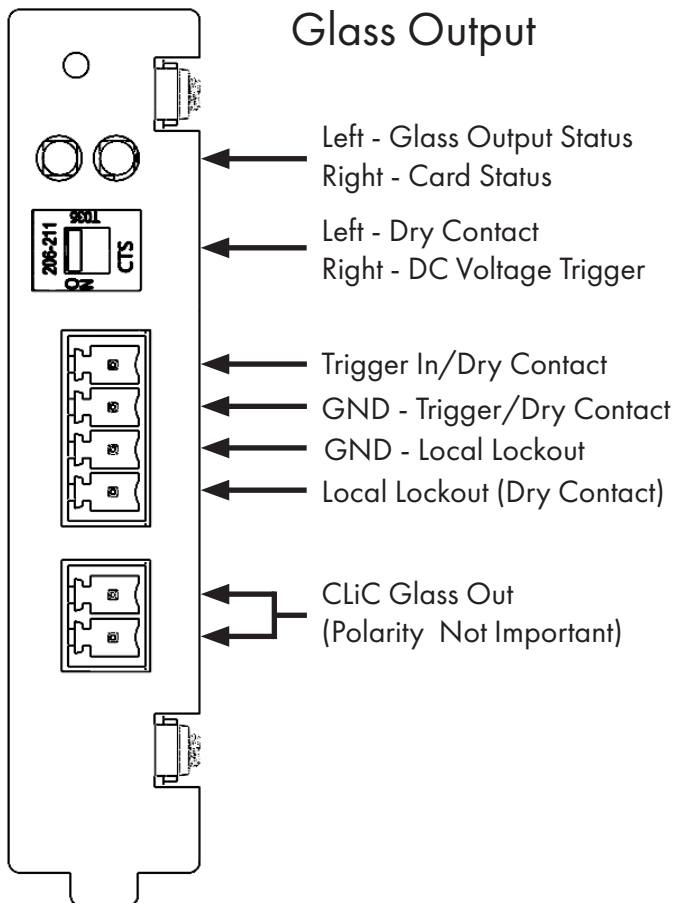 Glass Output
Left - Glass Output Status
Right - Card Status
206-211
CTS
ON
Left - Dry Contact
Right - DC Voltage Trigger
Trigger In/Dry Contact
GND - Trigger/Dry Contact
GND - Local Lockout
Local Lockout (Dry Contact)
CLiC Glass Out
(Polarity Not Important)